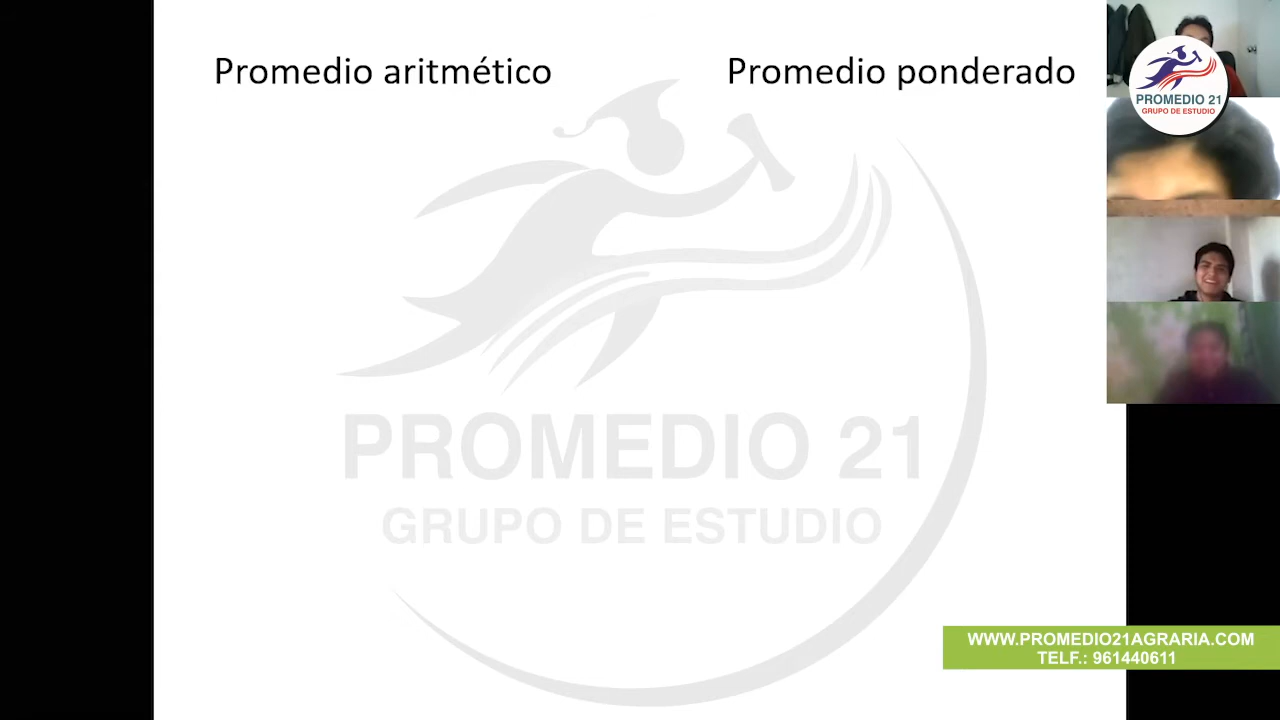 Promedio aritmético
Promedio ponderado
PROMEDIO 21
GRUPO DE ESTUDIO
PROMEDIO 21
GRUPO DE ESTUDIO
WWW.PROMEDIO21AGRARIA.COM
TELF.: 961440611